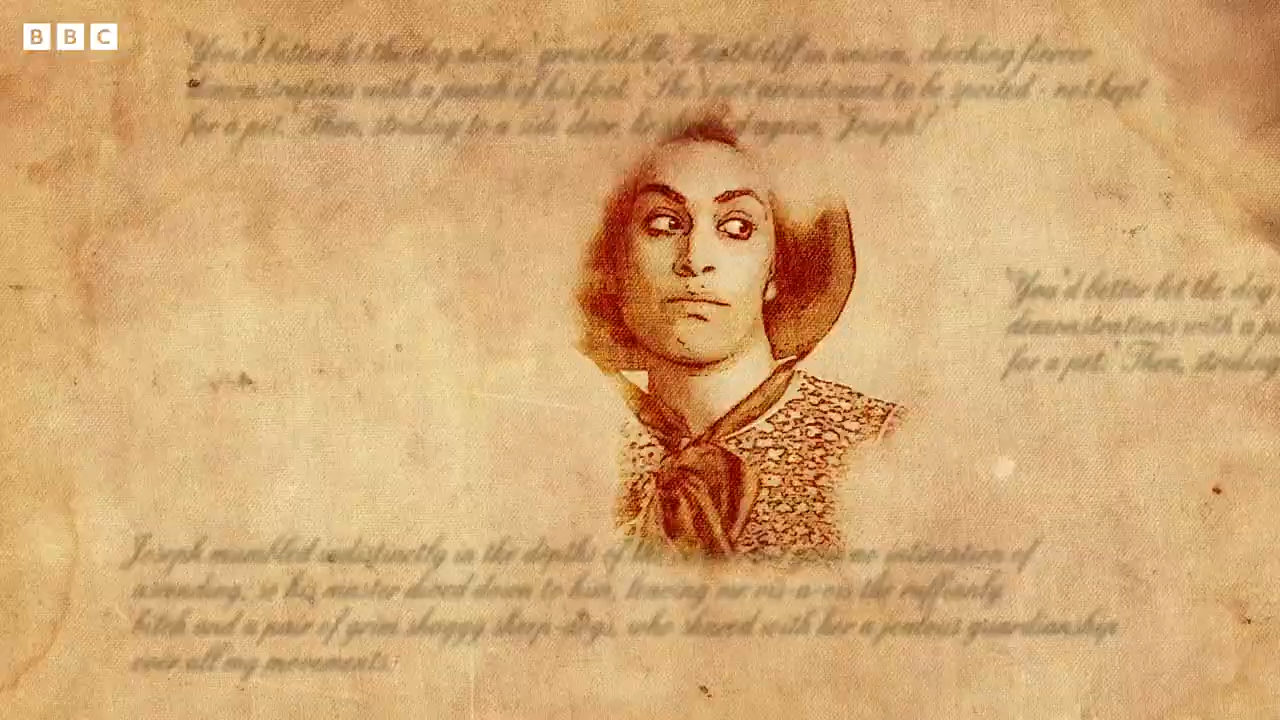 BBC
'You'd better let the dog alone,' growled Mr. Heathcliff in unison, checking fiercer
demonstrations with a punch of his foot. 'She's not accustomed to be spoiled - not kept
for a pet.' Then, striding to a side door, he again, 'Joseph!'
'You'd better let the dog
demonstrations with a
for a pet.' Then, striding
Joseph mumbled indistinctly in the depths of the no intimation of
ascending, so his master dived down to him, leaving me vis-a-vis the ruffianly
bitch and a pair of grim shaggy sheep-dogs, who shared with her a jealous guardianship
over all my movements.